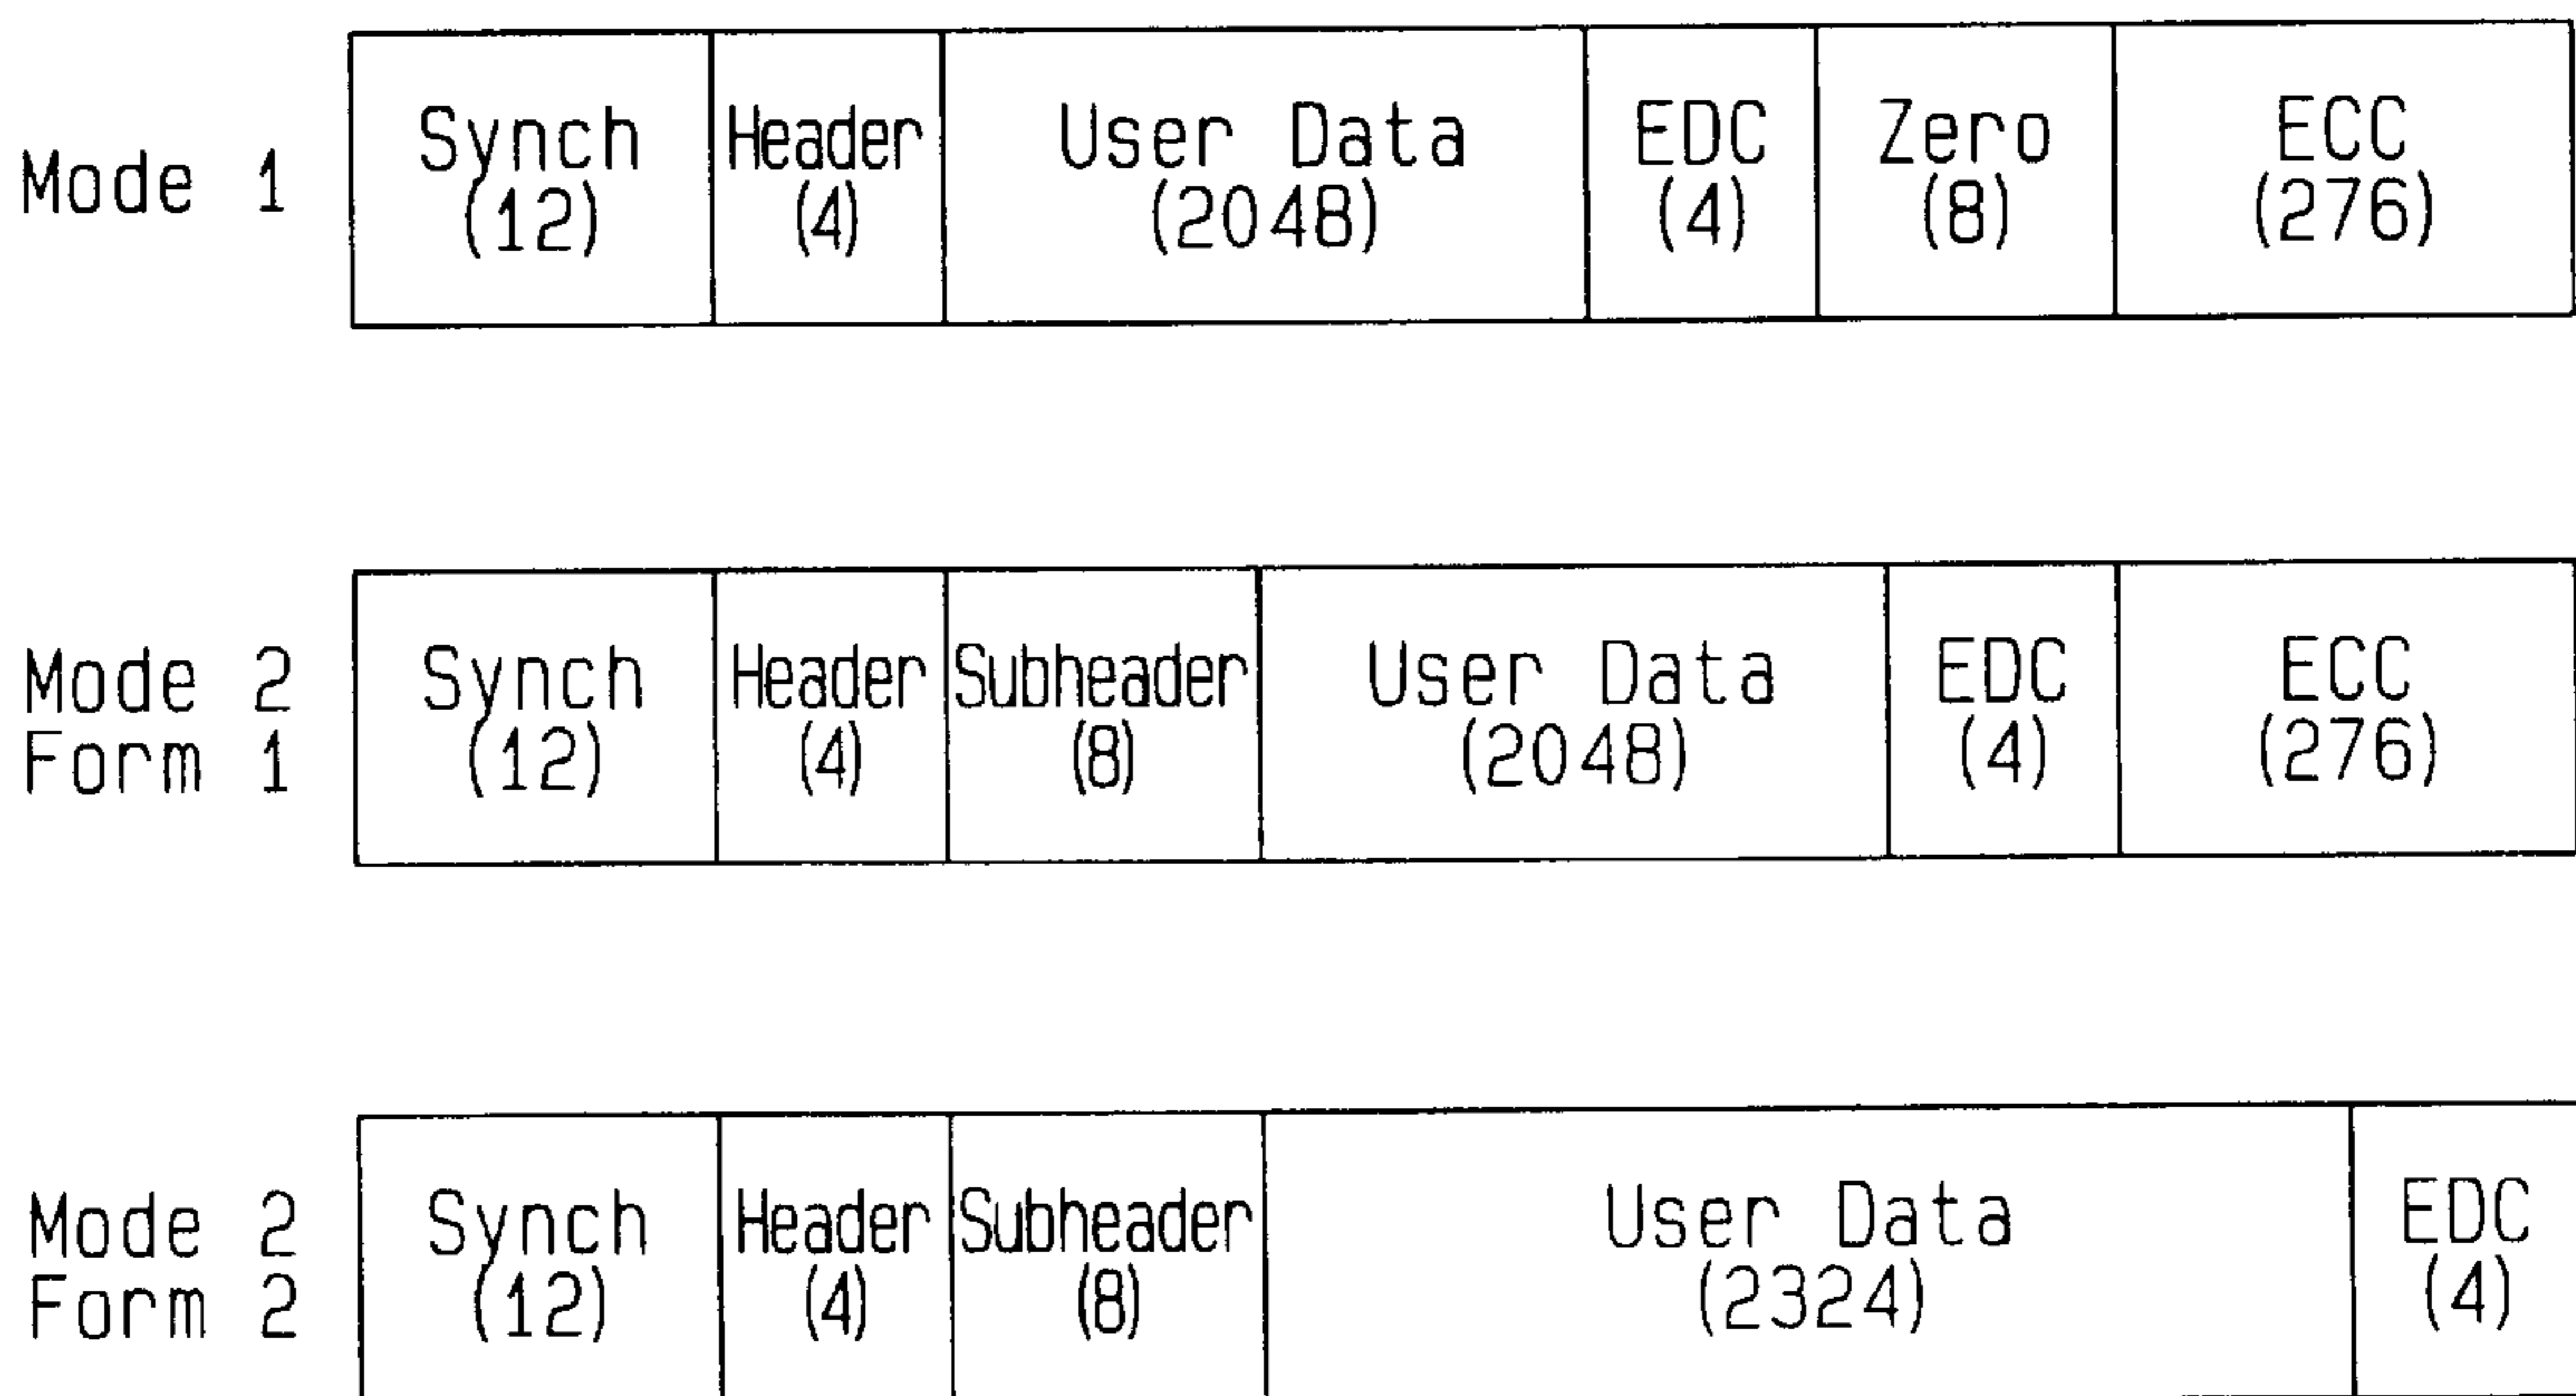 Mode 1
Synch
(12)
Header
(4)
User Data
(2048)
EDC
(4)
Zero
(8)
ECC
(276)
Mode 2
Form 1
Synch
(12)
Header
(4)
Subheader
(8)
User Data
(2048)
EDC
(4)
ECC
(276)
Mode 2
Form 2
Synch
(12)
Header
(4)
Subheader
(8)
User Data
(2324)
EDC
(4)